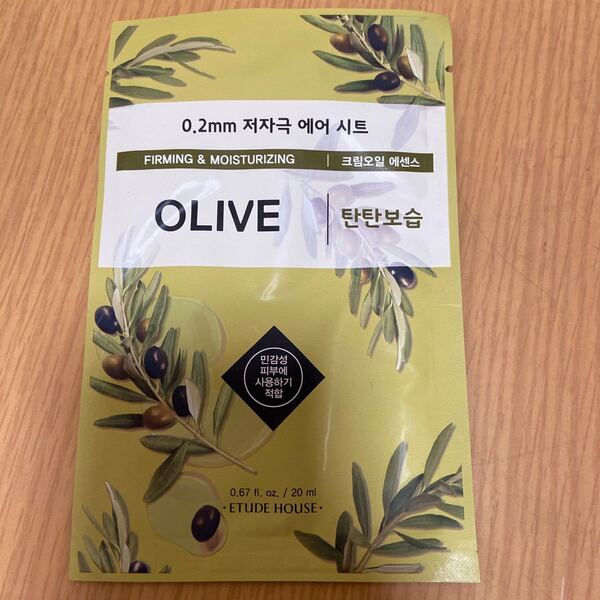 0.2mm 저자극 에어 시트
FIRMING & MOISTURIZING 크림오일 에센스
OLIVE 탄탄보습
민감성
피부에
사용하기
적합
0.67 fl. oz. / 20 ml
·ETUDE HOUSE·